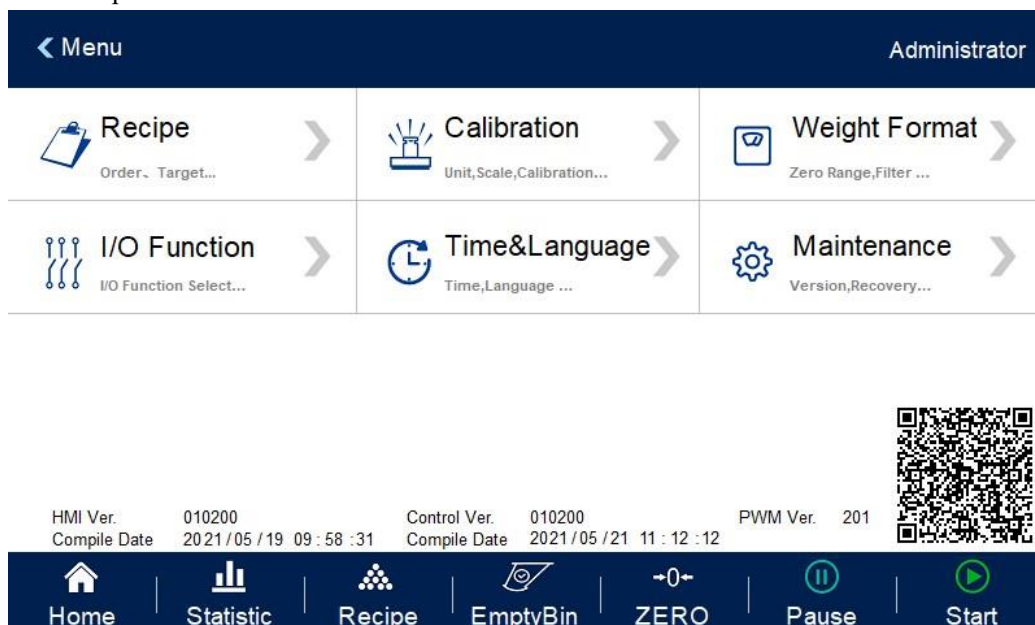 Menu
Administrator
Recipe
Order、Target...
Calibration
Unit,Scale,Calibration...
Weight Format
Zero Range,Filter ...
I/O Function
I/O Function Select...
Time&Language
Time,Language ...
Maintenance
Version,Recovery...
HMI Ver. 010200
Compile Date 2021/05/19 09:58:31
Control Ver. 010200
Compile Date 2021/05/21 11:12:12
PWM Ver. 201
Home
Statistic
Recipe
EmptyBin
→0←
ZERO
Pause
Start